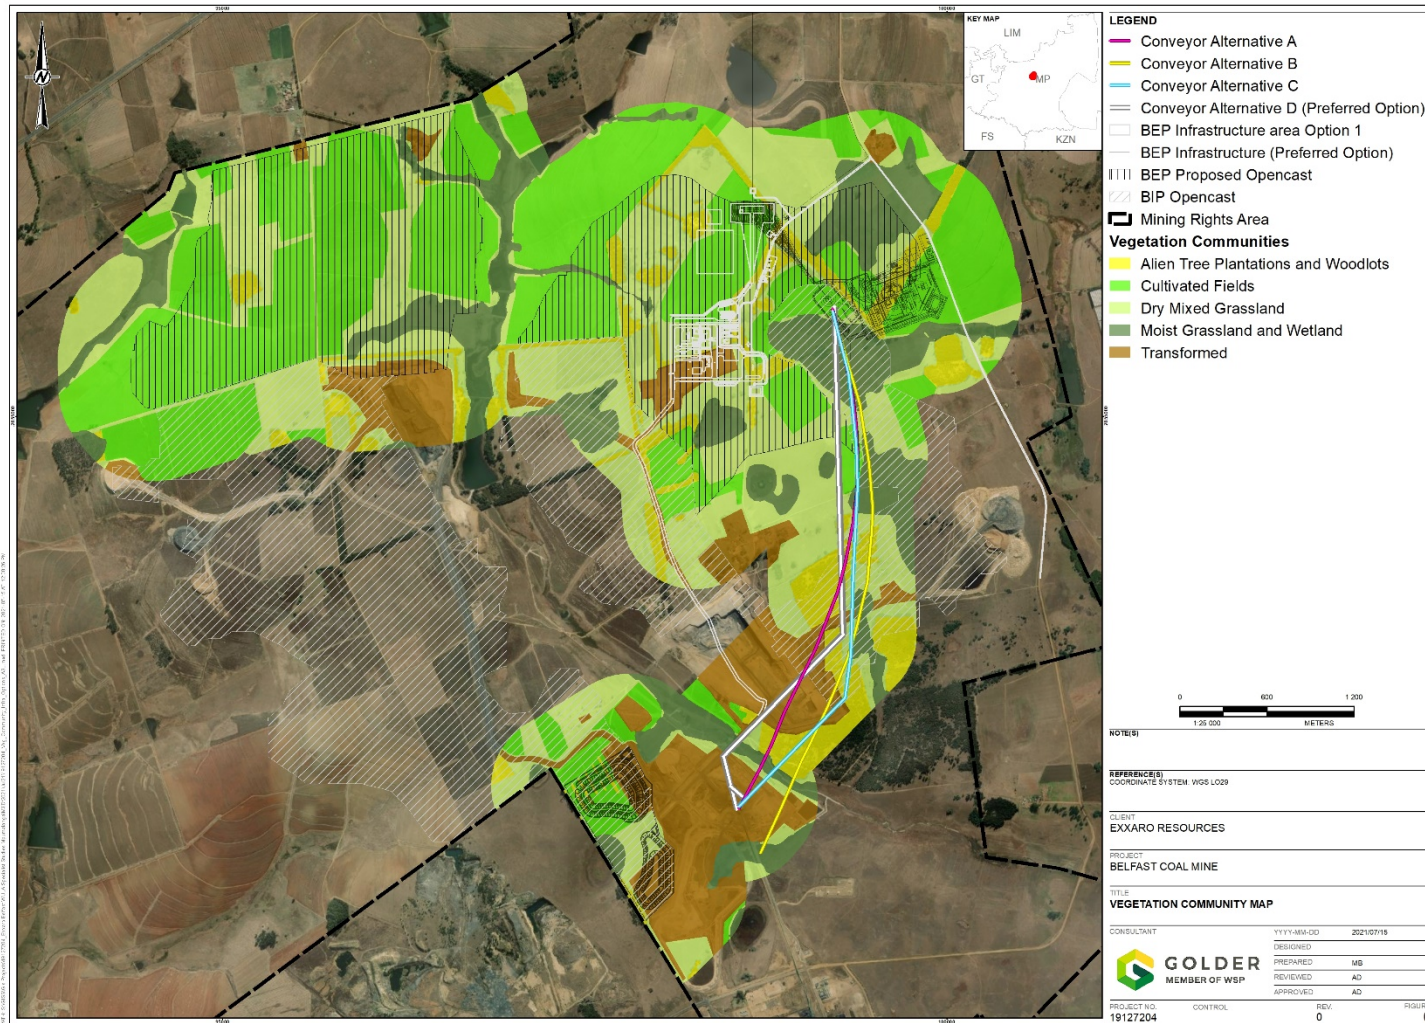 KEY MAP
LIM
GT
MP
FS
KZN
N
LEGEND
Conveyor Alternative A
Conveyor Alternative B
Conveyor Alternative C
Conveyor Alternative D (Preferred Option)
BEP Infrastructure area Option 1
BEP Infrastructure (Preferred Option)
BEP Proposed Opencast
BIP Opencast
Mining Rights Area
Vegetation Communities
Alien Tree Plantations and Woodlots
Cultivated Fields
Dry Mixed Grassland
Moist Grassland and Wetland
Transformed
0 600 1 200
1:25 000 METERS
NOTE(S)
REFERENCE(S)
COORDINATE SYSTEM: WGS LO29
CLIENT
EXXARO RESOURCES
PROJECT
BELFAST COAL MINE
TITLE
VEGETATION COMMUNITY MAP
CONSULTANT
GOLDER
MEMBER OF WSP
YYYY-MM-DD
DESIGNED
PREPARED MB
REVIEWED AD
APPROVED AD
PROJECT NO. CONTROL REV.
19127204 0